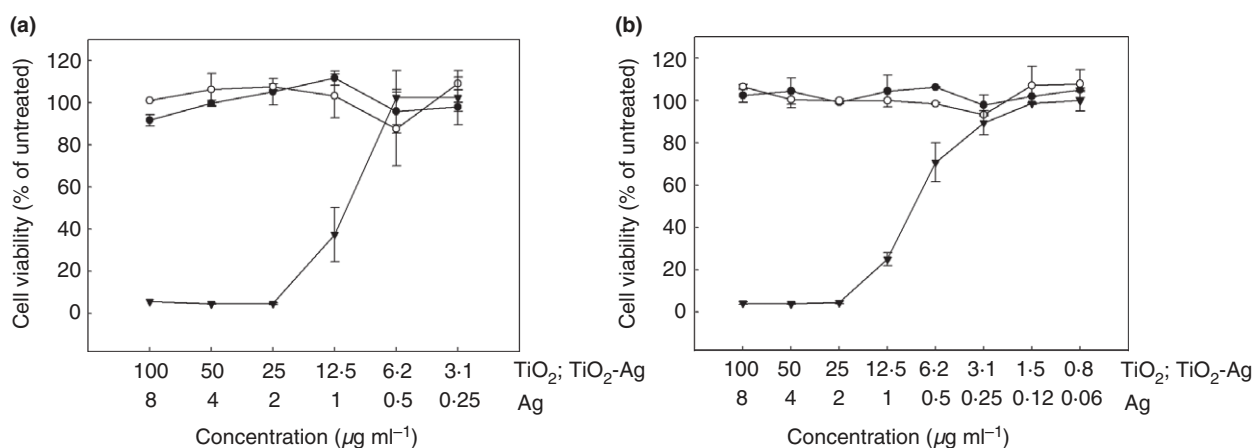 (a)
120
100
80
60
40
20
0
Cell viability (% of untreated)
100 50 25 12·5 6·2 3·1 TiO₂; TiO₂-Ag
8 4 2 1 0·5 0·25 Ag
Concentration (µg ml⁻¹)
(b)
120
100
80
60
40
20
0
Cell viability (% of untreated)
100 50 25 12·5 6·2 3·1 1·5 0·8 TiO₂; TiO₂-Ag
8 4 2 1 0·5 0·25 0·12 0·06 Ag
Concentration (µg ml⁻¹)